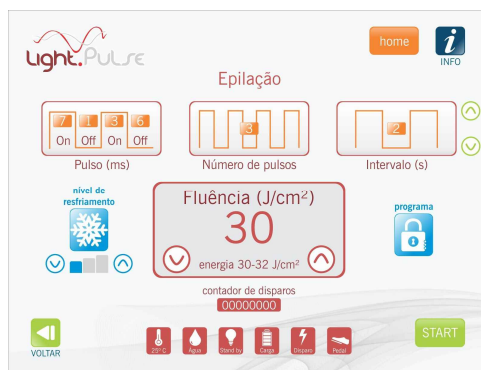 Light.Pulse
home
i
INFO
Epilação
7 1 3 6
On Off On Off
Pulso (ms)
3
Número de pulsos
2
Intervalo (s)
nível de
resfriamento
Fluência (J/cm²)
30
energia 30-32 J/cm²
programa
contador de disparos
00000000
VOLTAR
25º C
Água
Stand by
Carga
Disparo
Pedal
START